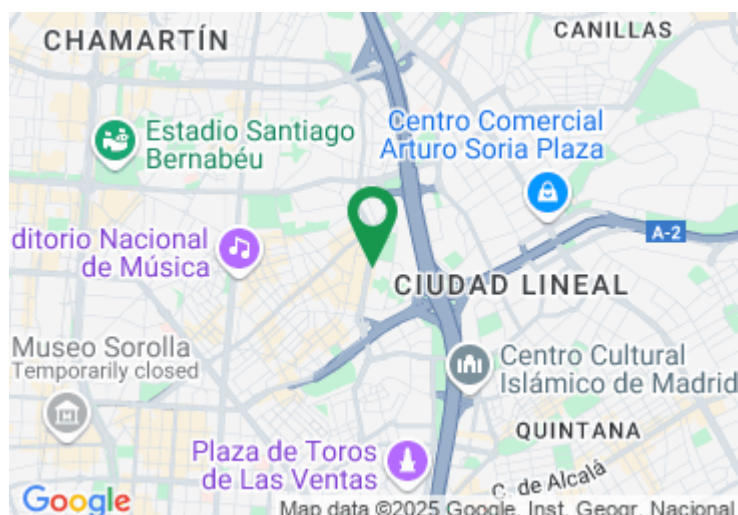 CHAMARTÍN
CANILLAS
Estadio Santiago
Bernabéu
Centro Comercial
Arturo Soria Plaza
ditorio Nacional
de Música
A-2
CIUDAD LINEAL
Museo Sorolla
Temporarily closed
Centro Cultural
Islámico de Madrid
QUINTANA
Plaza de Toros
de Las Ventas
C. de Alcalá
Google
Map data ©2025 Google, Inst. Geogr. Nacional